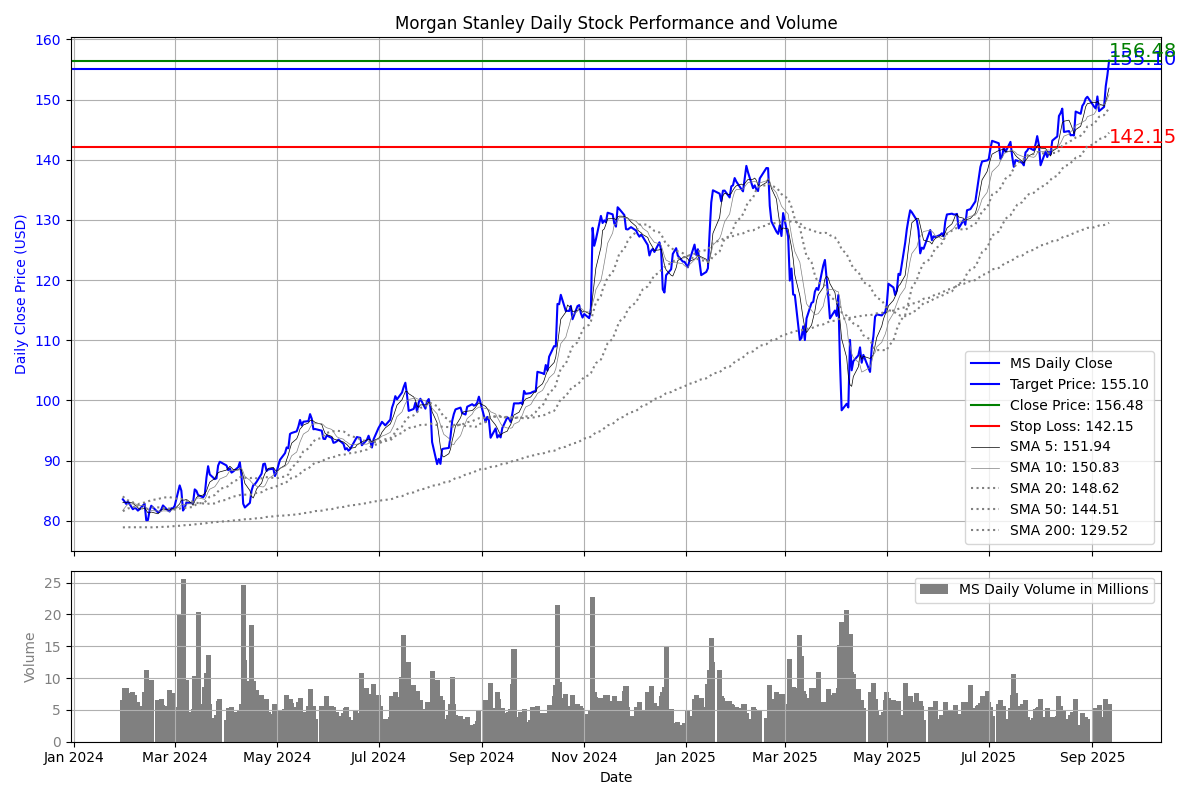 Morgan Stanley Daily Stock Performance and Volume
160
150
140
130
120
110
100
90
80
Daily Close Price (USD)
156.48
155.10
142.15
MS Daily Close
Target Price: 155.10
Close Price: 156.48
Stop Loss: 142.15
SMA 5: 151.94
SMA 10: 150.83
SMA 20: 148.62
SMA 50: 144.51
SMA 200: 129.52
25
20
15
10
5
0
Volume
MS Daily Volume in Millions
Jan 2024 Mar 2024 May 2024 Jul 2024 Sep 2024 Nov 2024 Jan 2025 Mar 2025 May 2025 Jul 2025 Sep 2025
Date